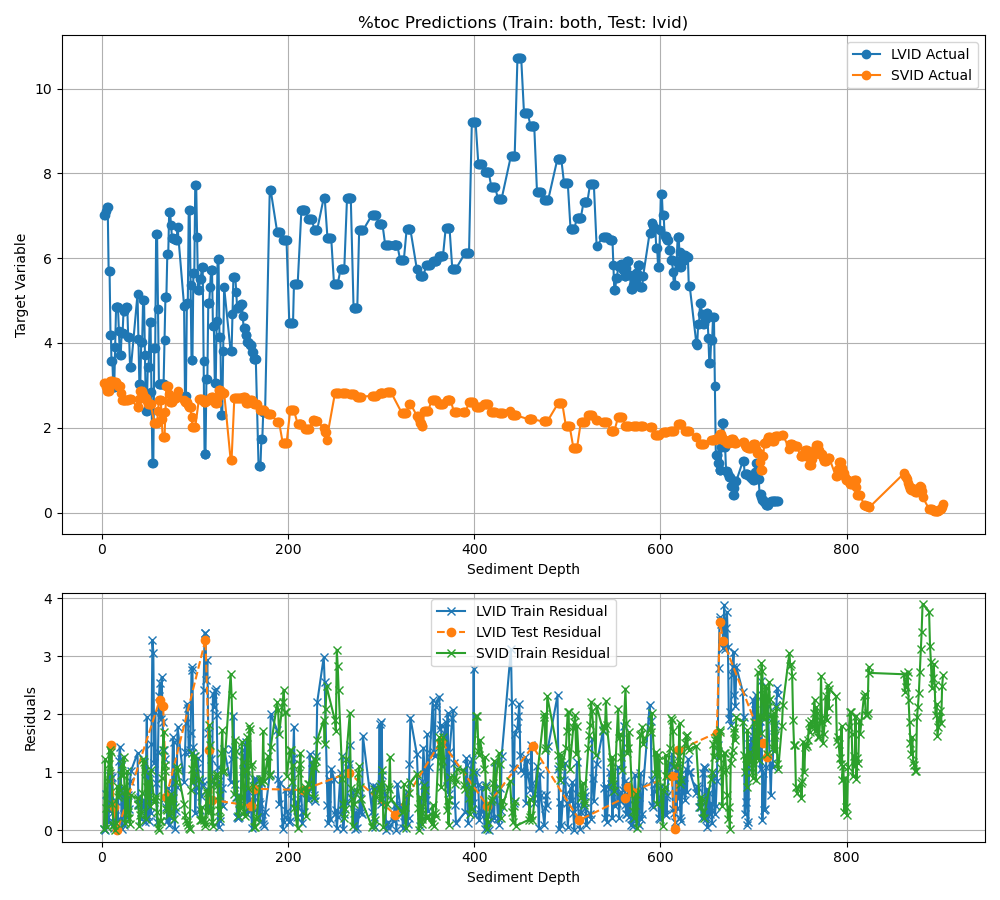 %toc Predictions (Train: both, Test: lvid)
LVID Actual
SVID Actual
Target Variable
10
8
6
4
2
0
0 200 400 600 800
Sediment Depth
LVID Train Residual
LVID Test Residual
SVID Train Residual
Residuals
4
3
2
1
0
0 200 400 600 800
Sediment Depth